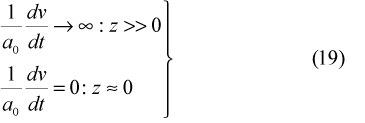 1/a₀ dv/dt → ∞ : z >> 0
1/a₀ dv/dt = 0 : z ≈ 0 } (19)